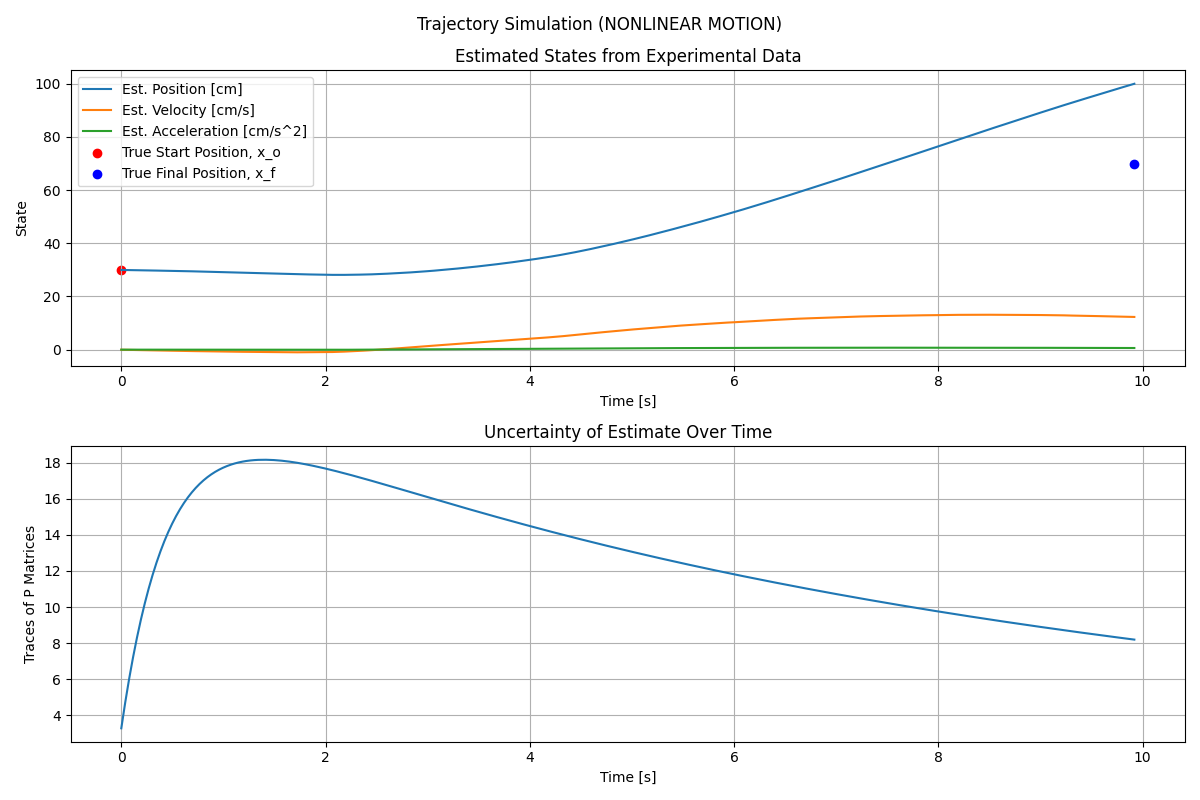 Trajectory Simulation (NONLINEAR MOTION)
Estimated States from Experimental Data
Est. Position [cm]
Est. Velocity [cm/s]
Est. Acceleration [cm/s^2]
True Start Position, x_o
True Final Position, x_f
State
100
80
60
40
20
0
0 2 4 6 8 10
Time [s]
Uncertainty of Estimate Over Time
Traces of P Matrices
18
16
14
12
10
8
6
4
0 2 4 6 8 10
Time [s]